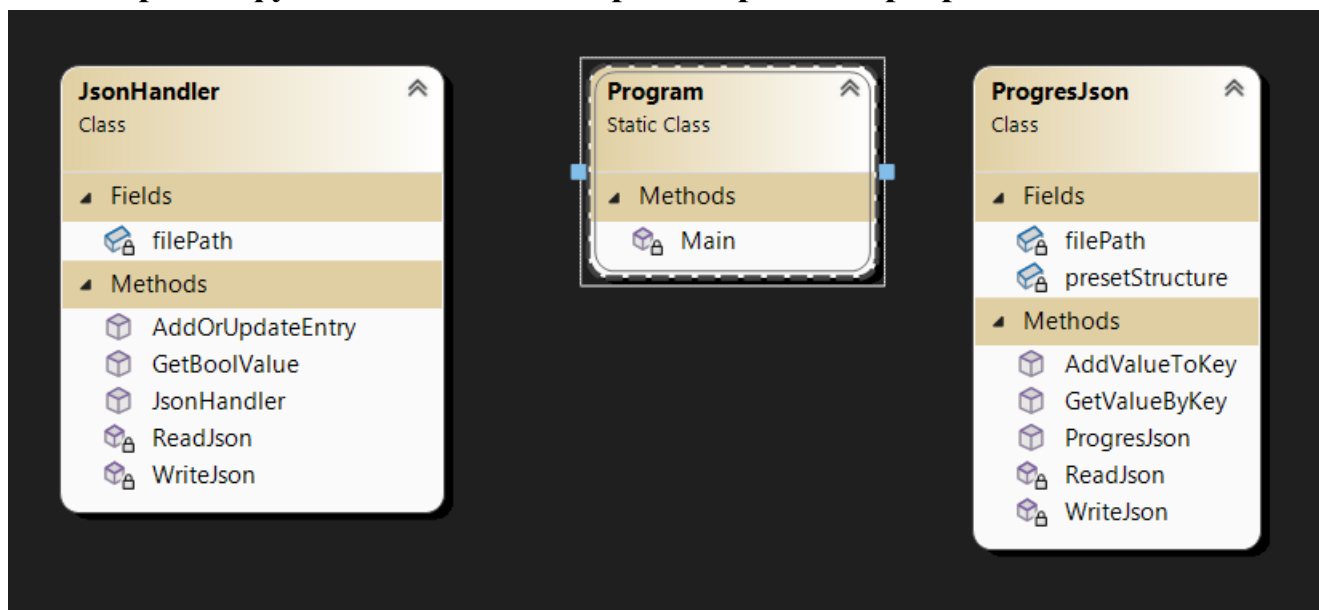 JsonHandler
Class
Fields
filePath
Methods
AddOrUpdateEntry
GetBoolValue
JsonHandler
ReadJson
WriteJson
Program
Static Class
Methods
Main
ProgresJson
Class
Fields
filePath
presetStructure
Methods
AddValueToKey
GetValueByKey
ProgresJson
ReadJson
WriteJson